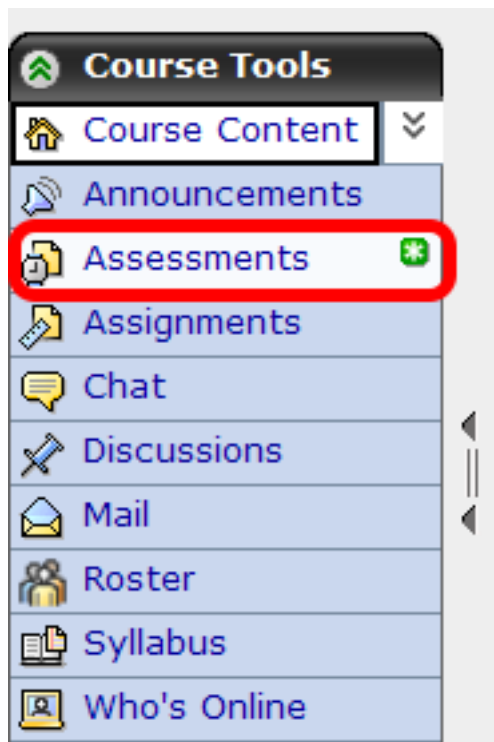 Course Tools
Course Content
Announcements
Assessments
Assignments
Chat
Discussions
Mail
Roster
Syllabus
Who's Online